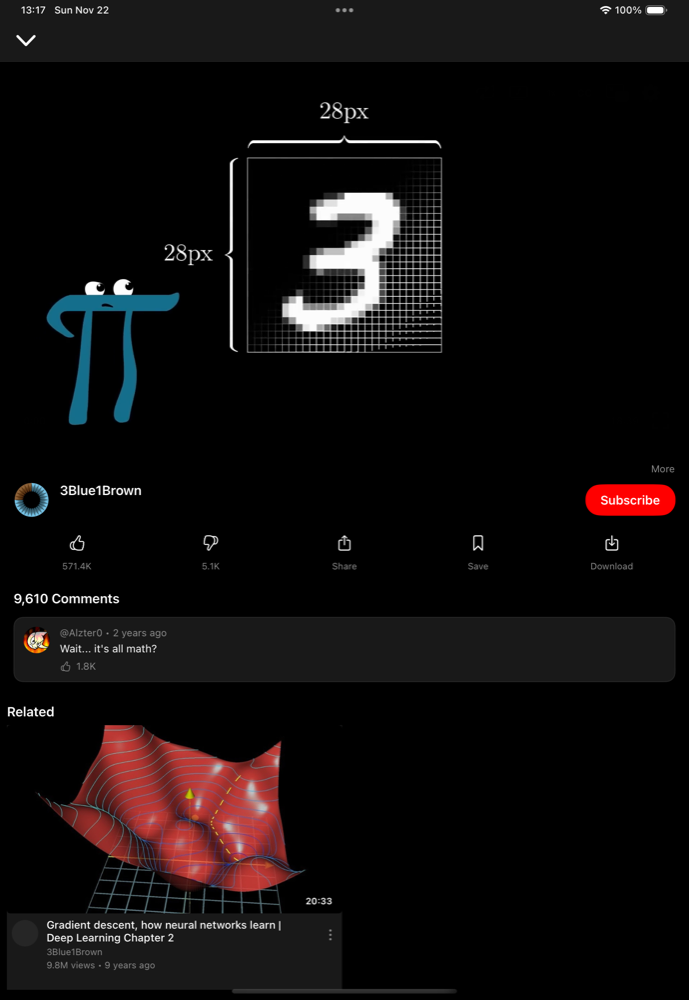 13:17 Sun Nov 22
100%
28px
28px
3
More
3Blue1Brown
Subscribe
571.4K
5.1K
Share
Save
Download
9,610 Comments
@Alzter0 • 2 years ago
Wait... it's all math?
1.8K
Related
20:33
Gradient descent, how neural networks learn |
Deep Learning Chapter 2
3Blue1Brown
9.8M views • 9 years ago